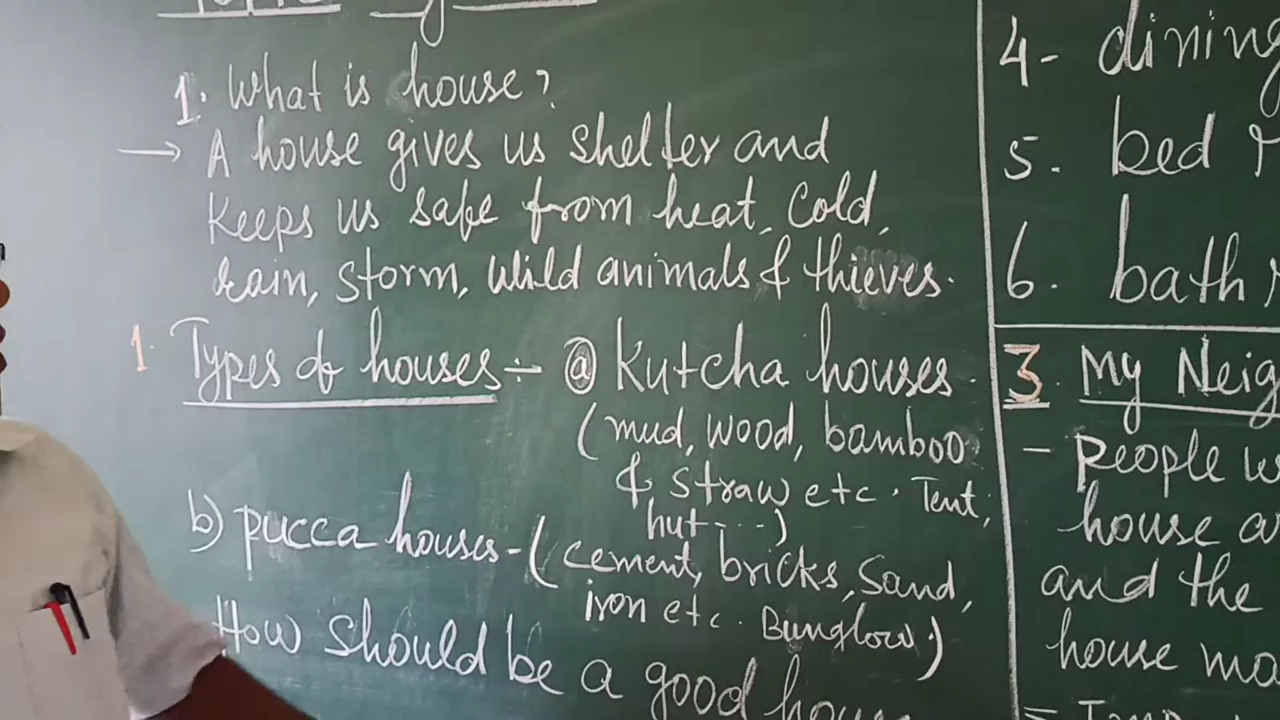 1. What is house?
→ A house gives us shelter and
keeps us safe from heat, cold,
rain, storm, wild animals & thieves.
1. Types of houses ÷ @ Kutcha houses.
(mud, wood, bamboo
& straw etc. Tent,
hut ----)
b) pucca houses - (cement, bricks, sand,
iron etc. Bunglow.)
How should be a good
4- dining
5. bed
6. bath
3. My
- People
house
and the
house